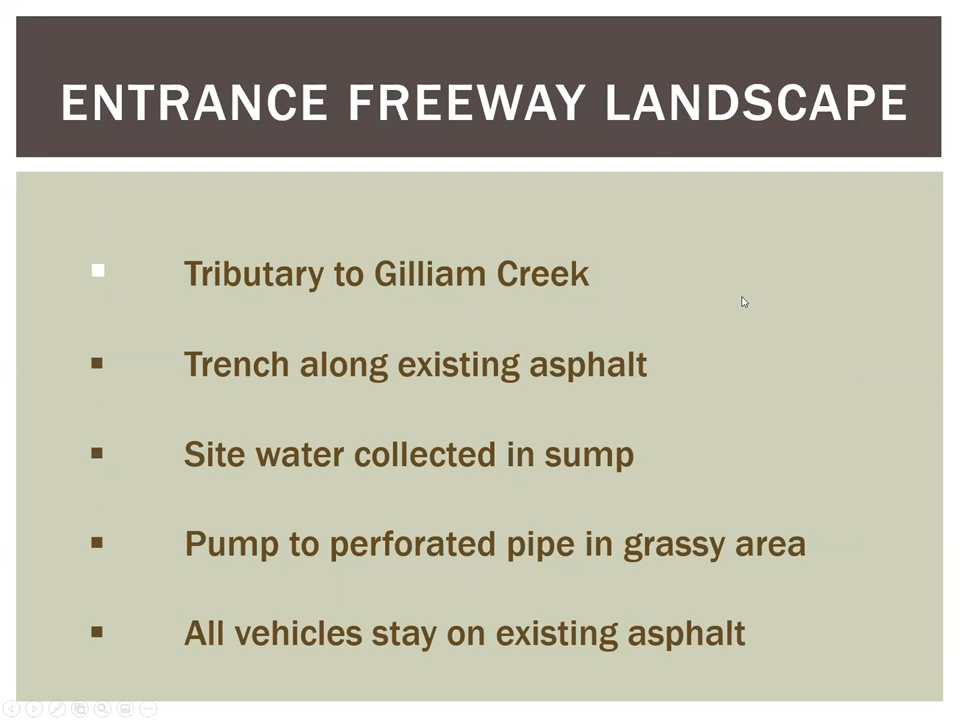 ENTRANCE FREEWAY LANDSCAPE
▪ Tributary to Gilliam Creek
▪ Trench along existing asphalt
▪ Site water collected in sump
▪ Pump to perforated pipe in grassy area
▪ All vehicles stay on existing asphalt